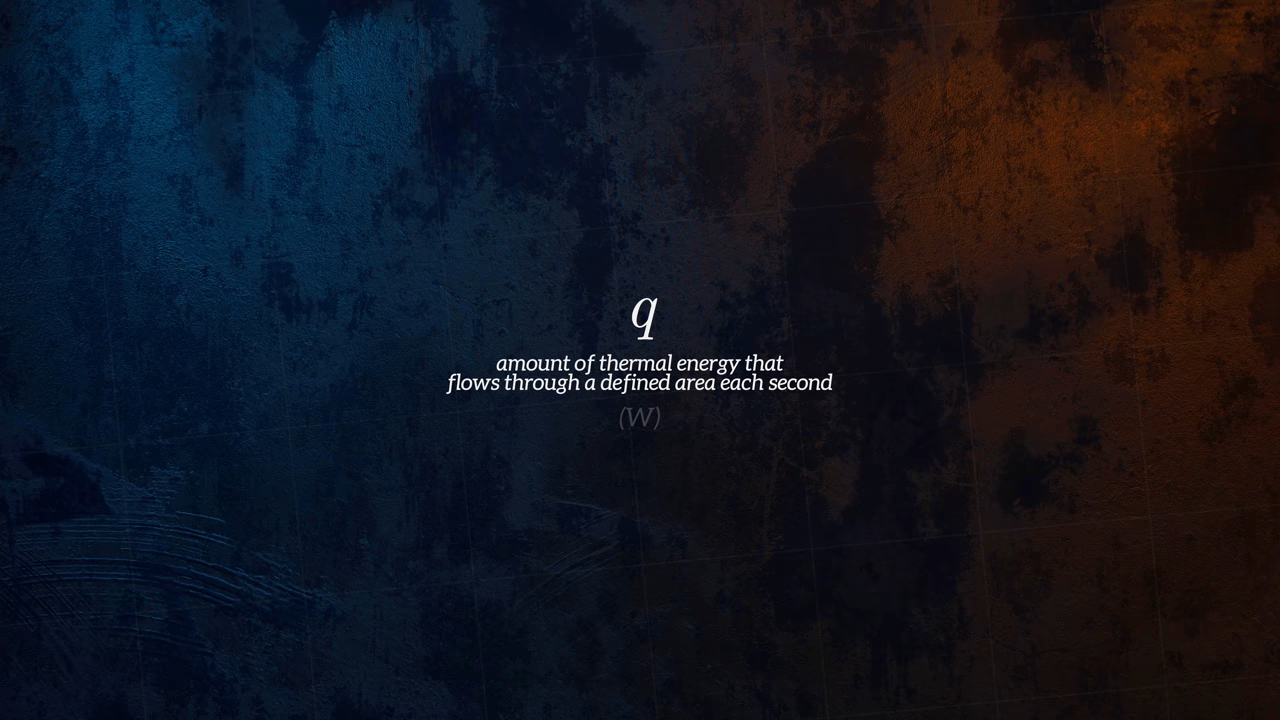 q
amount of thermal energy that
flows through a defined area each second
(W)